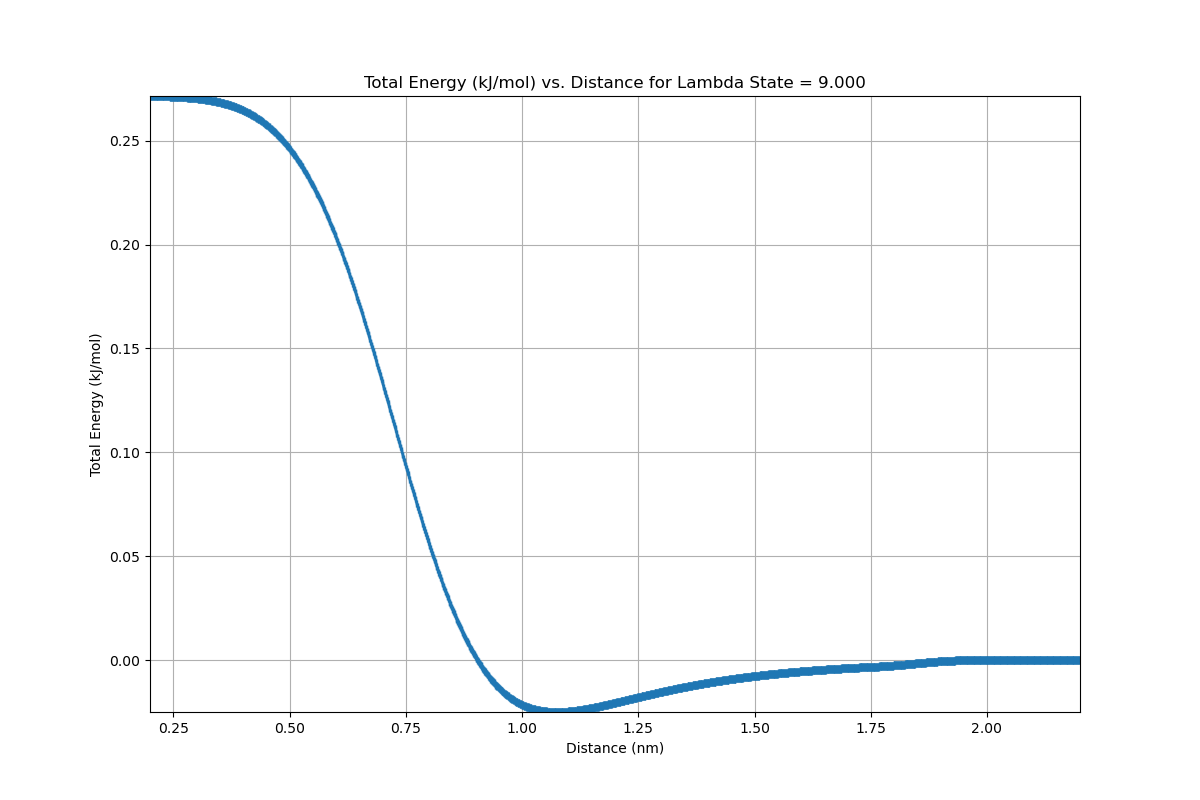 Total Energy (kJ/mol) vs. Distance for Lambda State = 9.000
0.25
0.20
0.15
0.10
0.05
0.00
Total Energy (kJ/mol)
0.25 0.50 0.75 1.00 1.25 1.50 1.75 2.00
Distance (nm)